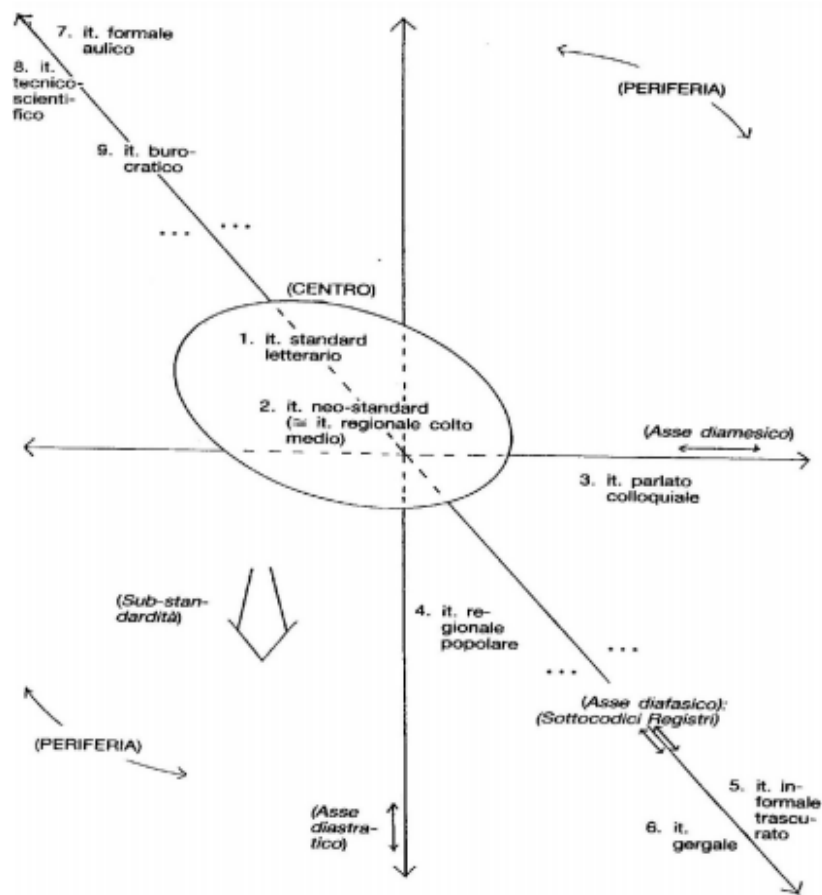 7. it. formale
aulico
8. it.
tecnico-
scienti-
fico
(PERIFERIA)
9. it. buro-
cratico
... ...
(CENTRO)
1. it. standard
letterario
2. it. neo-standard
(≅ it. regionale colto
medio)
(Asse diamesico)
3. it. parlato
colloquiale
(Sub-stan-
dardità)
4. it. re-
gionale
popolare
... ...
(Asse diafasico):
(Sottocodici Registri)
(PERIFERIA)
5. it. in-
formale
trascu-
rato
6. it.
gergale
(Asse
diastra-
tico)